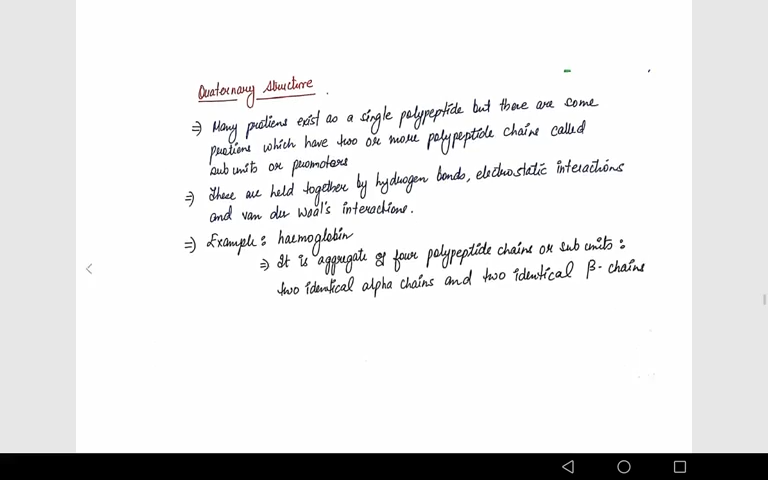 Quaternary structure.
⇒ Many protiens exist as a single polypeptide but there are some
protiens which have two or more polypeptide chains called
sub units or promoters
⇒ These are held together by hydrogen bonds, electrostatic interactions
and van der Waal's interactions.
⇒ Example: haemoglobin
⇒ It is aggregate of four polypeptide chains or sub units:
two identical alpha chains and two identical β-chains